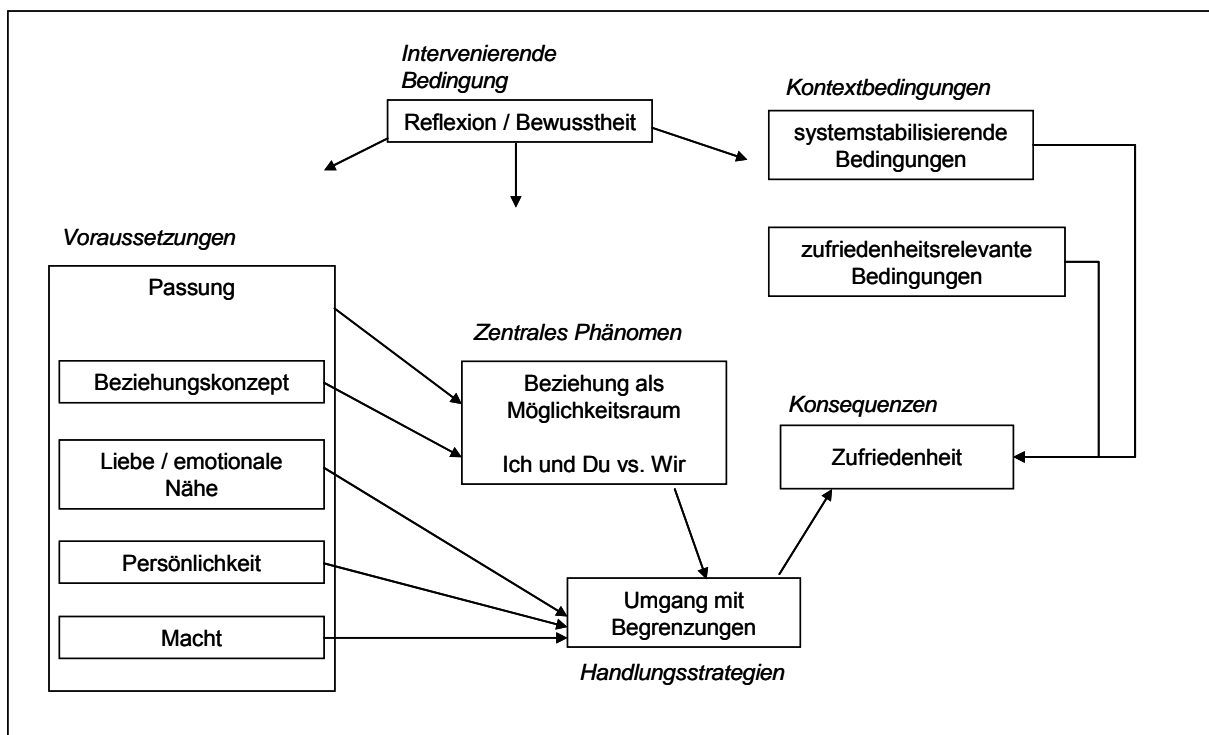 Intervenierende
Bedingung
Reflexion / Bewusstheit
Kontextbedingungen
systemstabilisierende
Bedingungen
zufriedenheitsrelevante
Bedingungen
Voraussetzungen
Passung
Beziehungskonzept
Liebe / emotionale
Nähe
Persönlichkeit
Macht
Zentrales Phänomen
Beziehung als
Möglichkeitsraum
Ich und Du vs. Wir
Konsequenzen
Zufriedenheit
Umgang mit
Begrenzungen
Handlungsstrategien